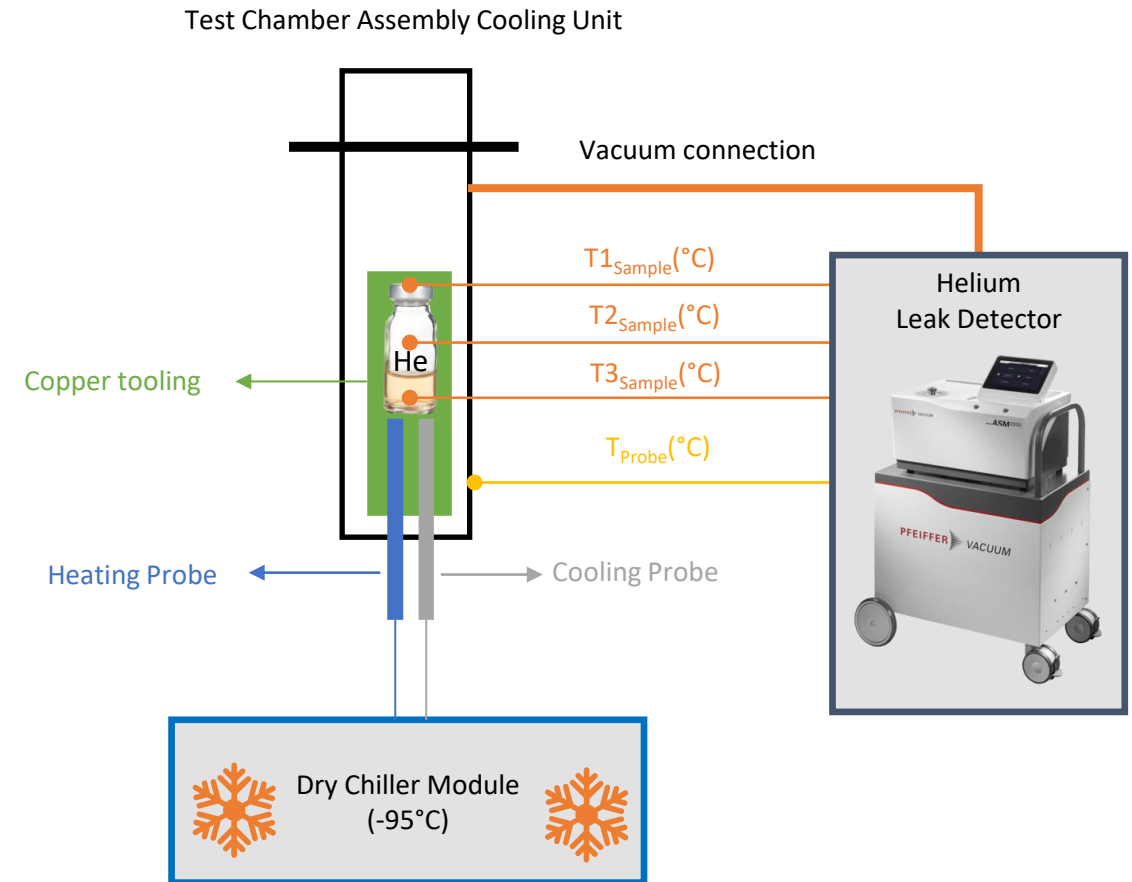 Test Chamber Assembly Cooling Unit
Vacuum connection
T1Sample(°C)
Helium
Leak Detector
T2Sample(°C)
He
T3Sample(°C)
Copper tooling
PFEIFFER VACUUM
ASM2000
TProbe(°C)
PFEIFFER VACUUM
Heating Probe
Cooling Probe
Dry Chiller Module
(-95°C)